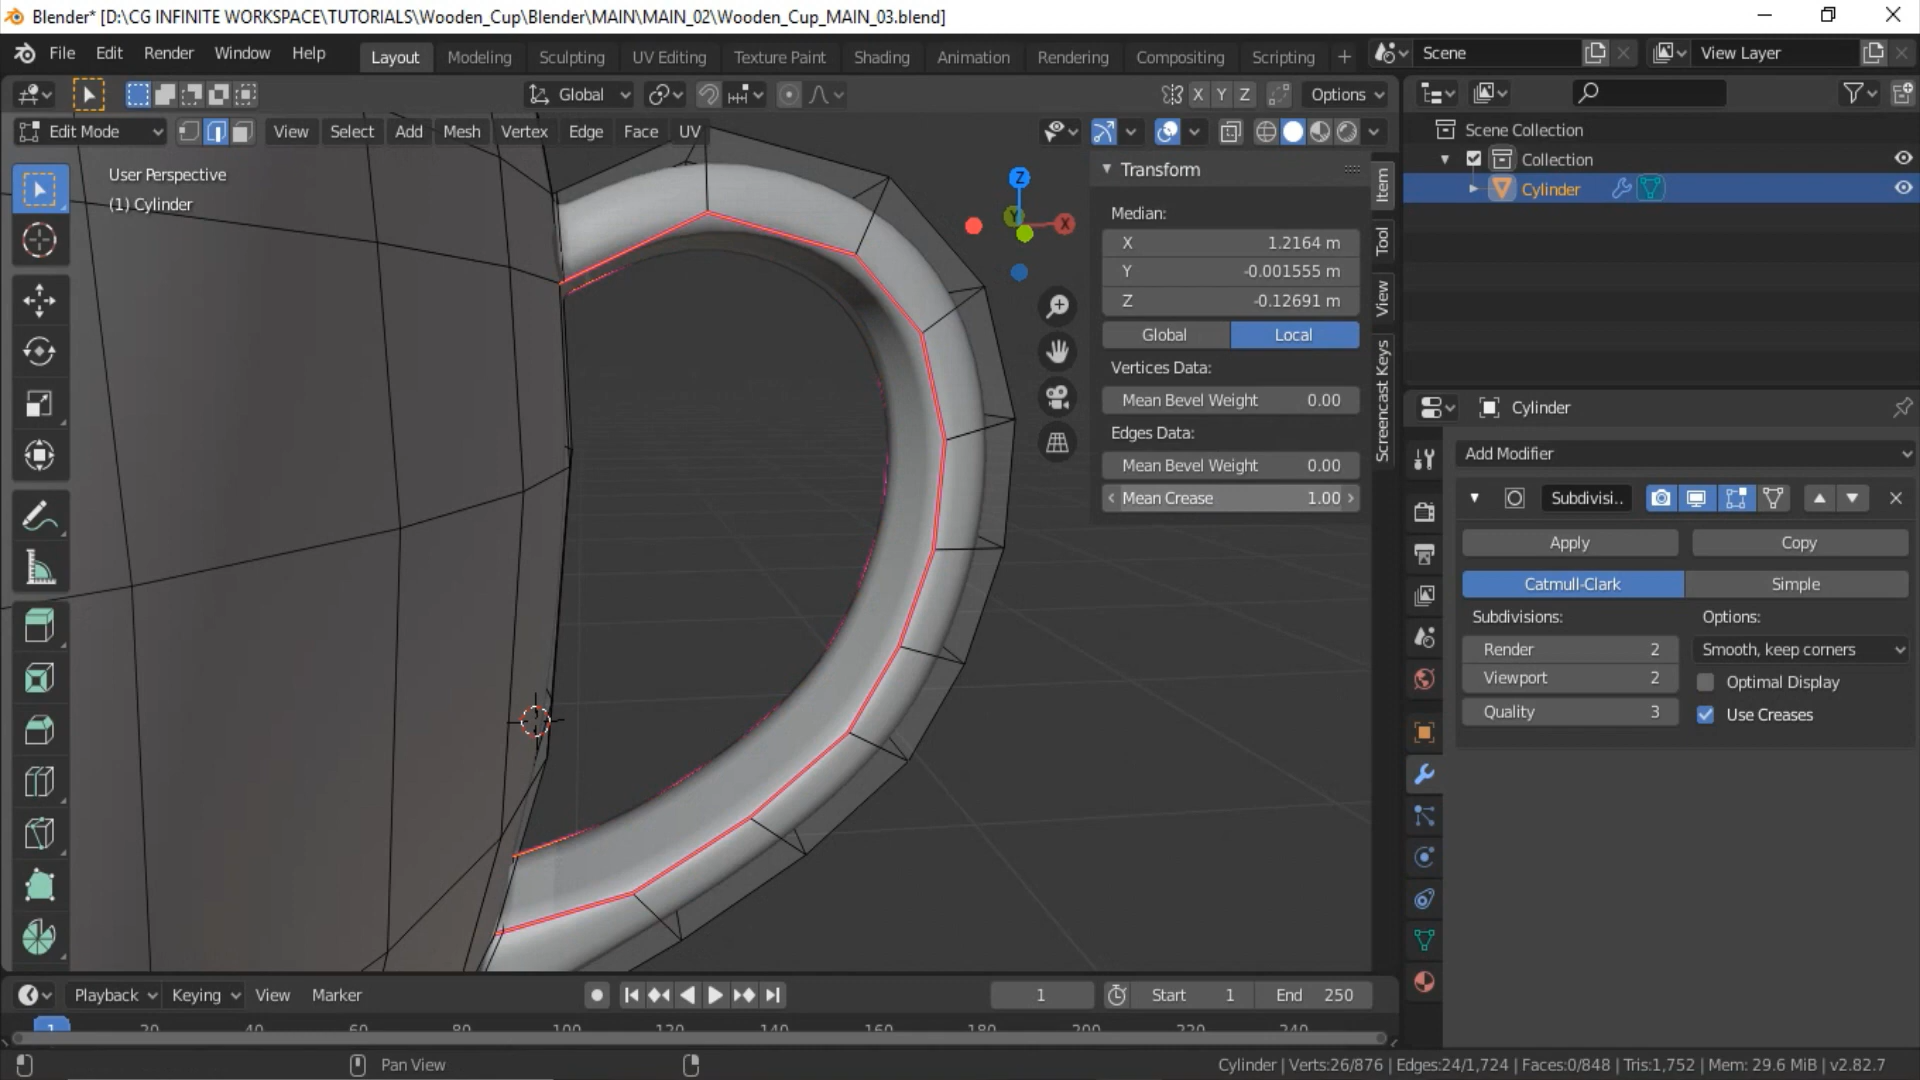 Blender* [D:\CG INFINITE WORKSPACE\TUTORIALS\Wooden_Cup\Blender\MAIN\MAIN_02\Wooden_Cup_MAIN_03.blend]
File Edit Render Window Help Layout Modeling Sculpting UV Editing Texture Paint Shading Animation Rendering Compositing Scripting + Scene View Layer
Global X Y Z Options
Edit Mode View Select Add Mesh Vertex Edge Face UV
User Perspective
(1) Cylinder
Z
Y
X
Transform
Median:
X 1.2164 m
Y -0.001555 m
Z -0.12691 m
Global Local
Vertices Data:
Mean Bevel Weight 0.00
Edges Data:
Mean Bevel Weight 0.00
Mean Crease 1.00
Item
Tool
View
Screencast Keys
Scene Collection
Collection
Cylinder
Cylinder
Add Modifier
Subdivisi..
Apply Copy
Catmull-Clark Simple
Subdivisions: Options:
Render 2 Smooth, keep corners
Viewport 2 Optimal Display
Quality 3 Use Creases
Playback Keying View Marker 1 Start 1 End 250
1 20 40 60 80 100 120 140 160 180 200 220 240
Pan View
Cylinder | Verts:26/876 | Edges:24/1,724 | Faces:0/848 | Tris:1,752 | Mem: 29.6 MiB | v2.82.7